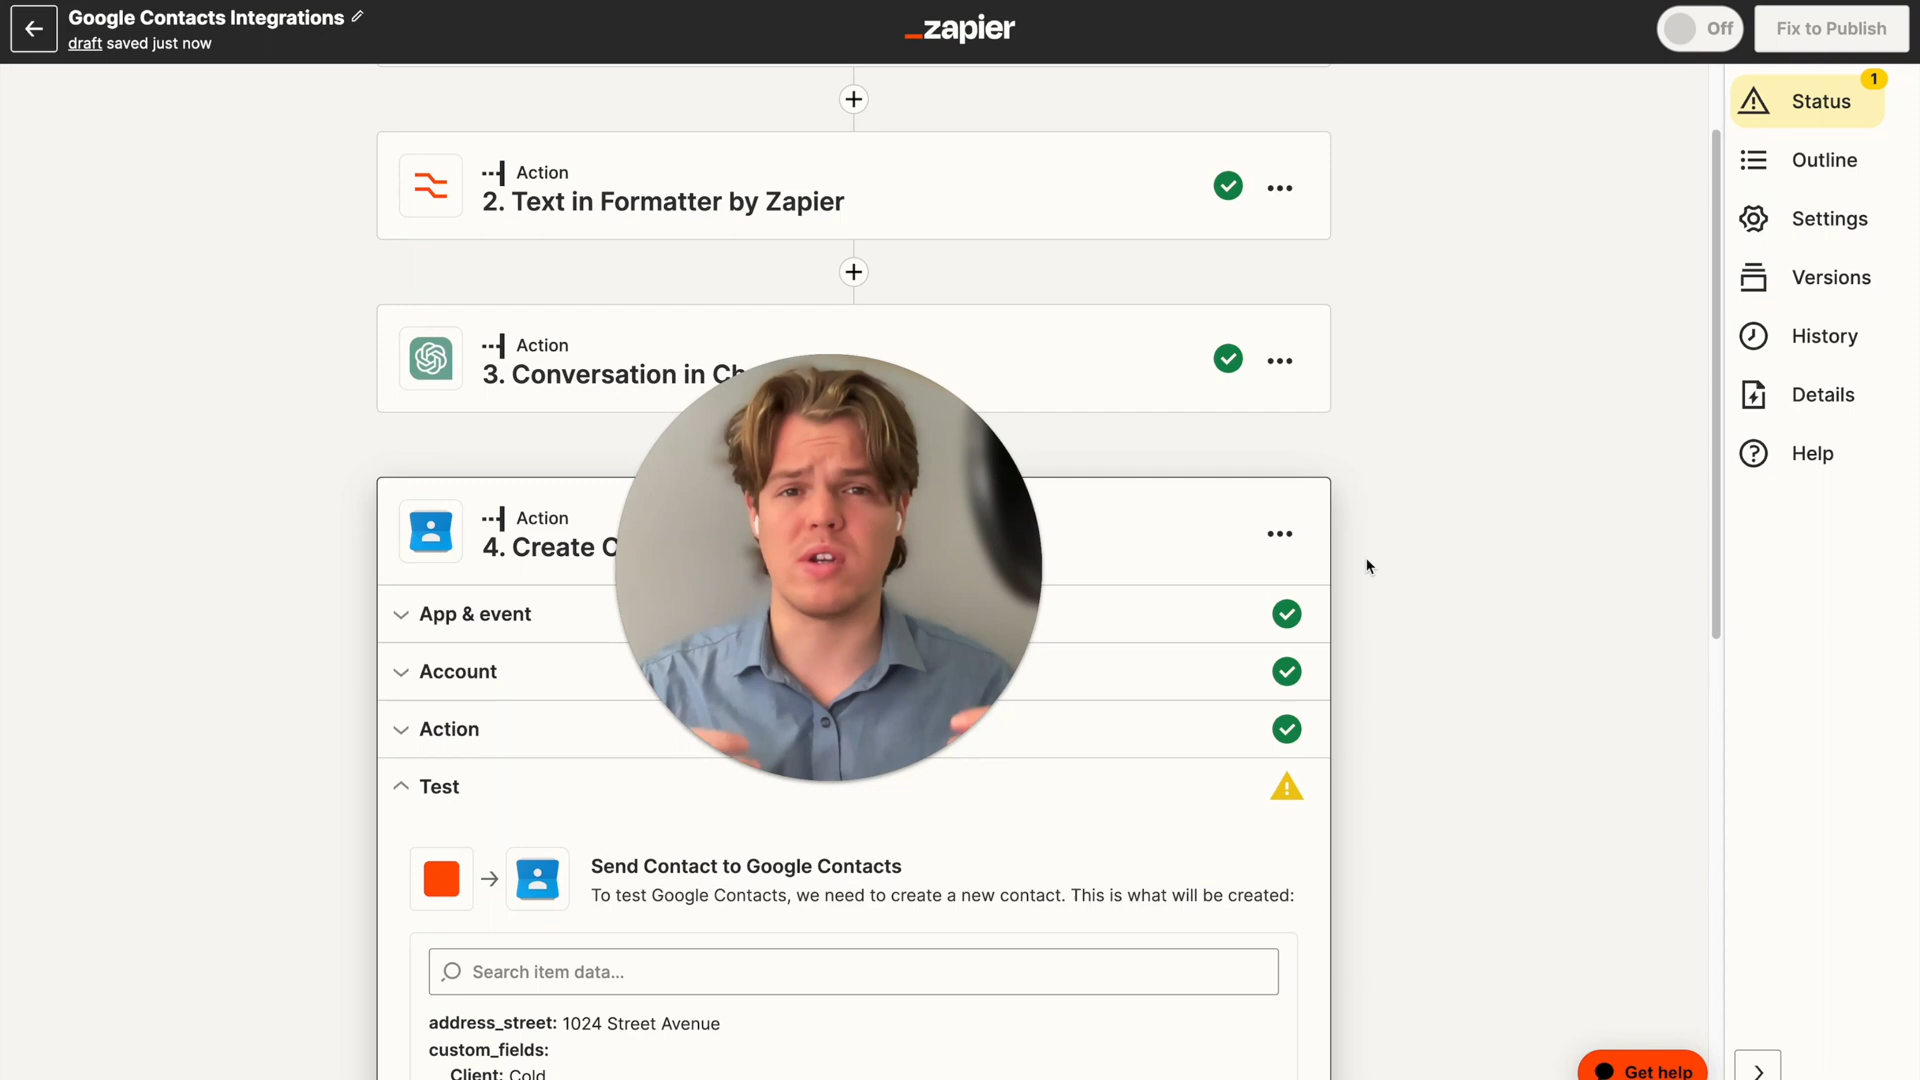 Google Contacts Integrations
draft saved just now
_zapier
Off
Fix to Publish
1
Status
Outline
Settings
Versions
History
Details
Help
Action
2. Text in Formatter by Zapier
Action
3. Conversation in
Action
4. Create
App & event
Account
Action
Test
Send Contact to Google Contacts
To test Google Contacts, we need to create a new contact. This is what will be created:
Search item data...
address_street: 1024 Street Avenue
custom_fields:
Client: Cold
Get help